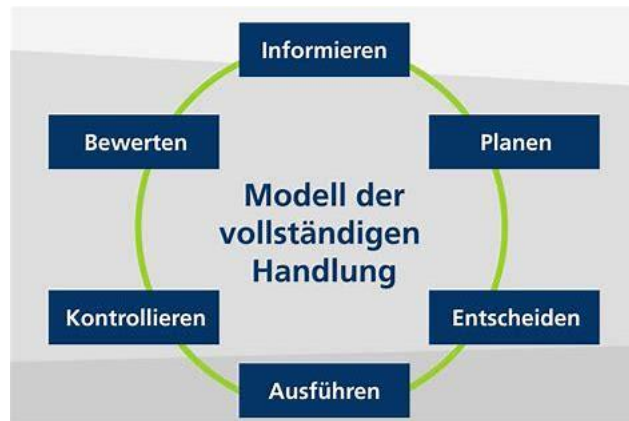 Informieren
Bewerten
Planen
Modell der
vollständigen
Handlung
Kontrollieren
Entscheiden
Ausführen